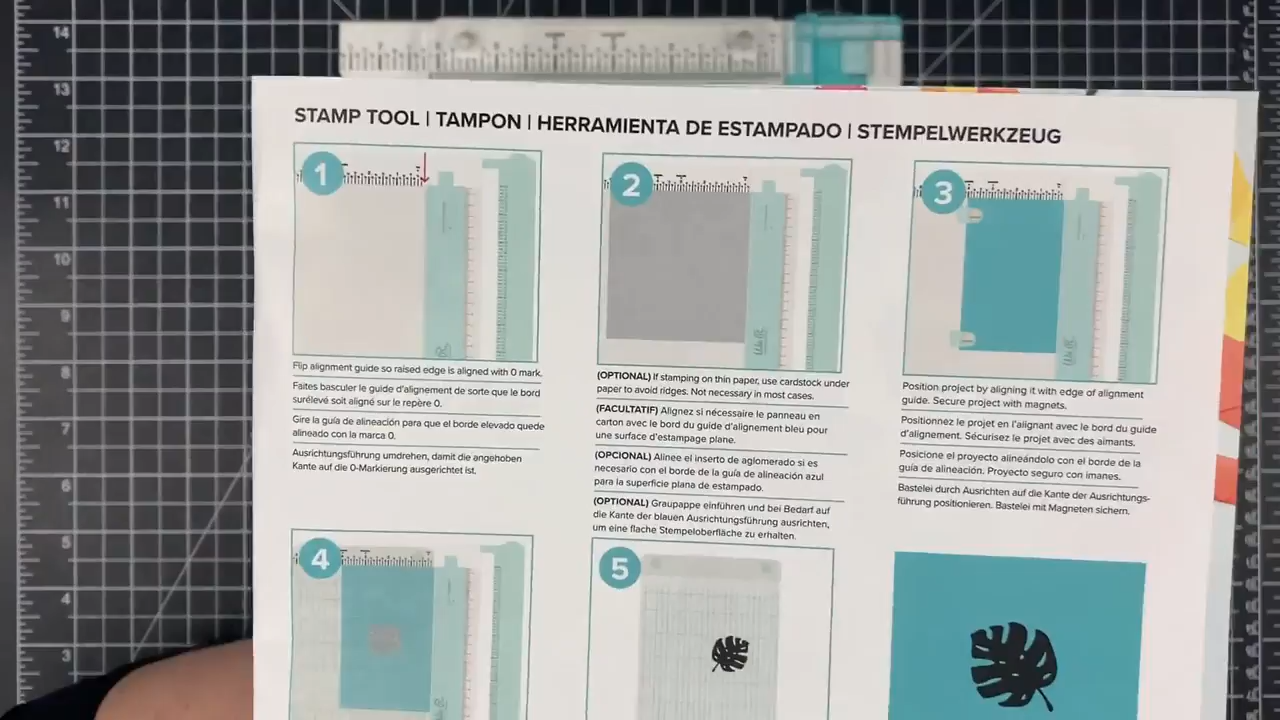 14
13
12
11
10
9
8
7
6
5
4
3
STAMP TOOL | TAMPON | HERRAMIENTA DE ESTAMPADO | STEMPELWERKZEUG
1
Flip alignment guide so raised edge is aligned with 0 mark.
Faites basculer le guide d'alignement de sorte que le bord
surélevé soit aligné sur le repère 0.
Gire la guía de alineación para que el borde elevado quede
alineado con la marca 0.
Ausrichtungsführung umdrehen, damit die angehoben
Kante auf die 0-Markierung ausgerichtet ist.
2
(OPTIONAL) If stamping on thin paper, use cardstock under
paper to avoid ridges. Not necessary in most cases.
(FACULTATIF) Alignez si nécessaire le panneau en
carton avec le bord du guide d'alignement bleu pour
une surface d'estampage plane.
(OPCIONAL) Alinee el inserto de aglomerado si es
necesario con el borde de la guía de alineación azul
para la superficie plana de estampado.
(OPTIONAL) Graupappe einführen und bei Bedarf auf
die Kante der blauen Ausrichtungsführung ausrichten,
um eine flache Stempeloberfläche zu erhalten.
3
Position project by aligning it with edge of alignment
guide. Secure project with magnets.
Positionnez le projet en l'alignant avec le bord du guide
d'alignement. Sécurisez le projet avec des aimants.
Posicione el proyecto alineándolo con el borde de la
guía de alineación. Proyecto seguro con imanes.
Bastelei durch Ausrichten auf die Kante der Ausrichtungs-
führung positionieren. Bastelei mit Magneten sichern.
4
5